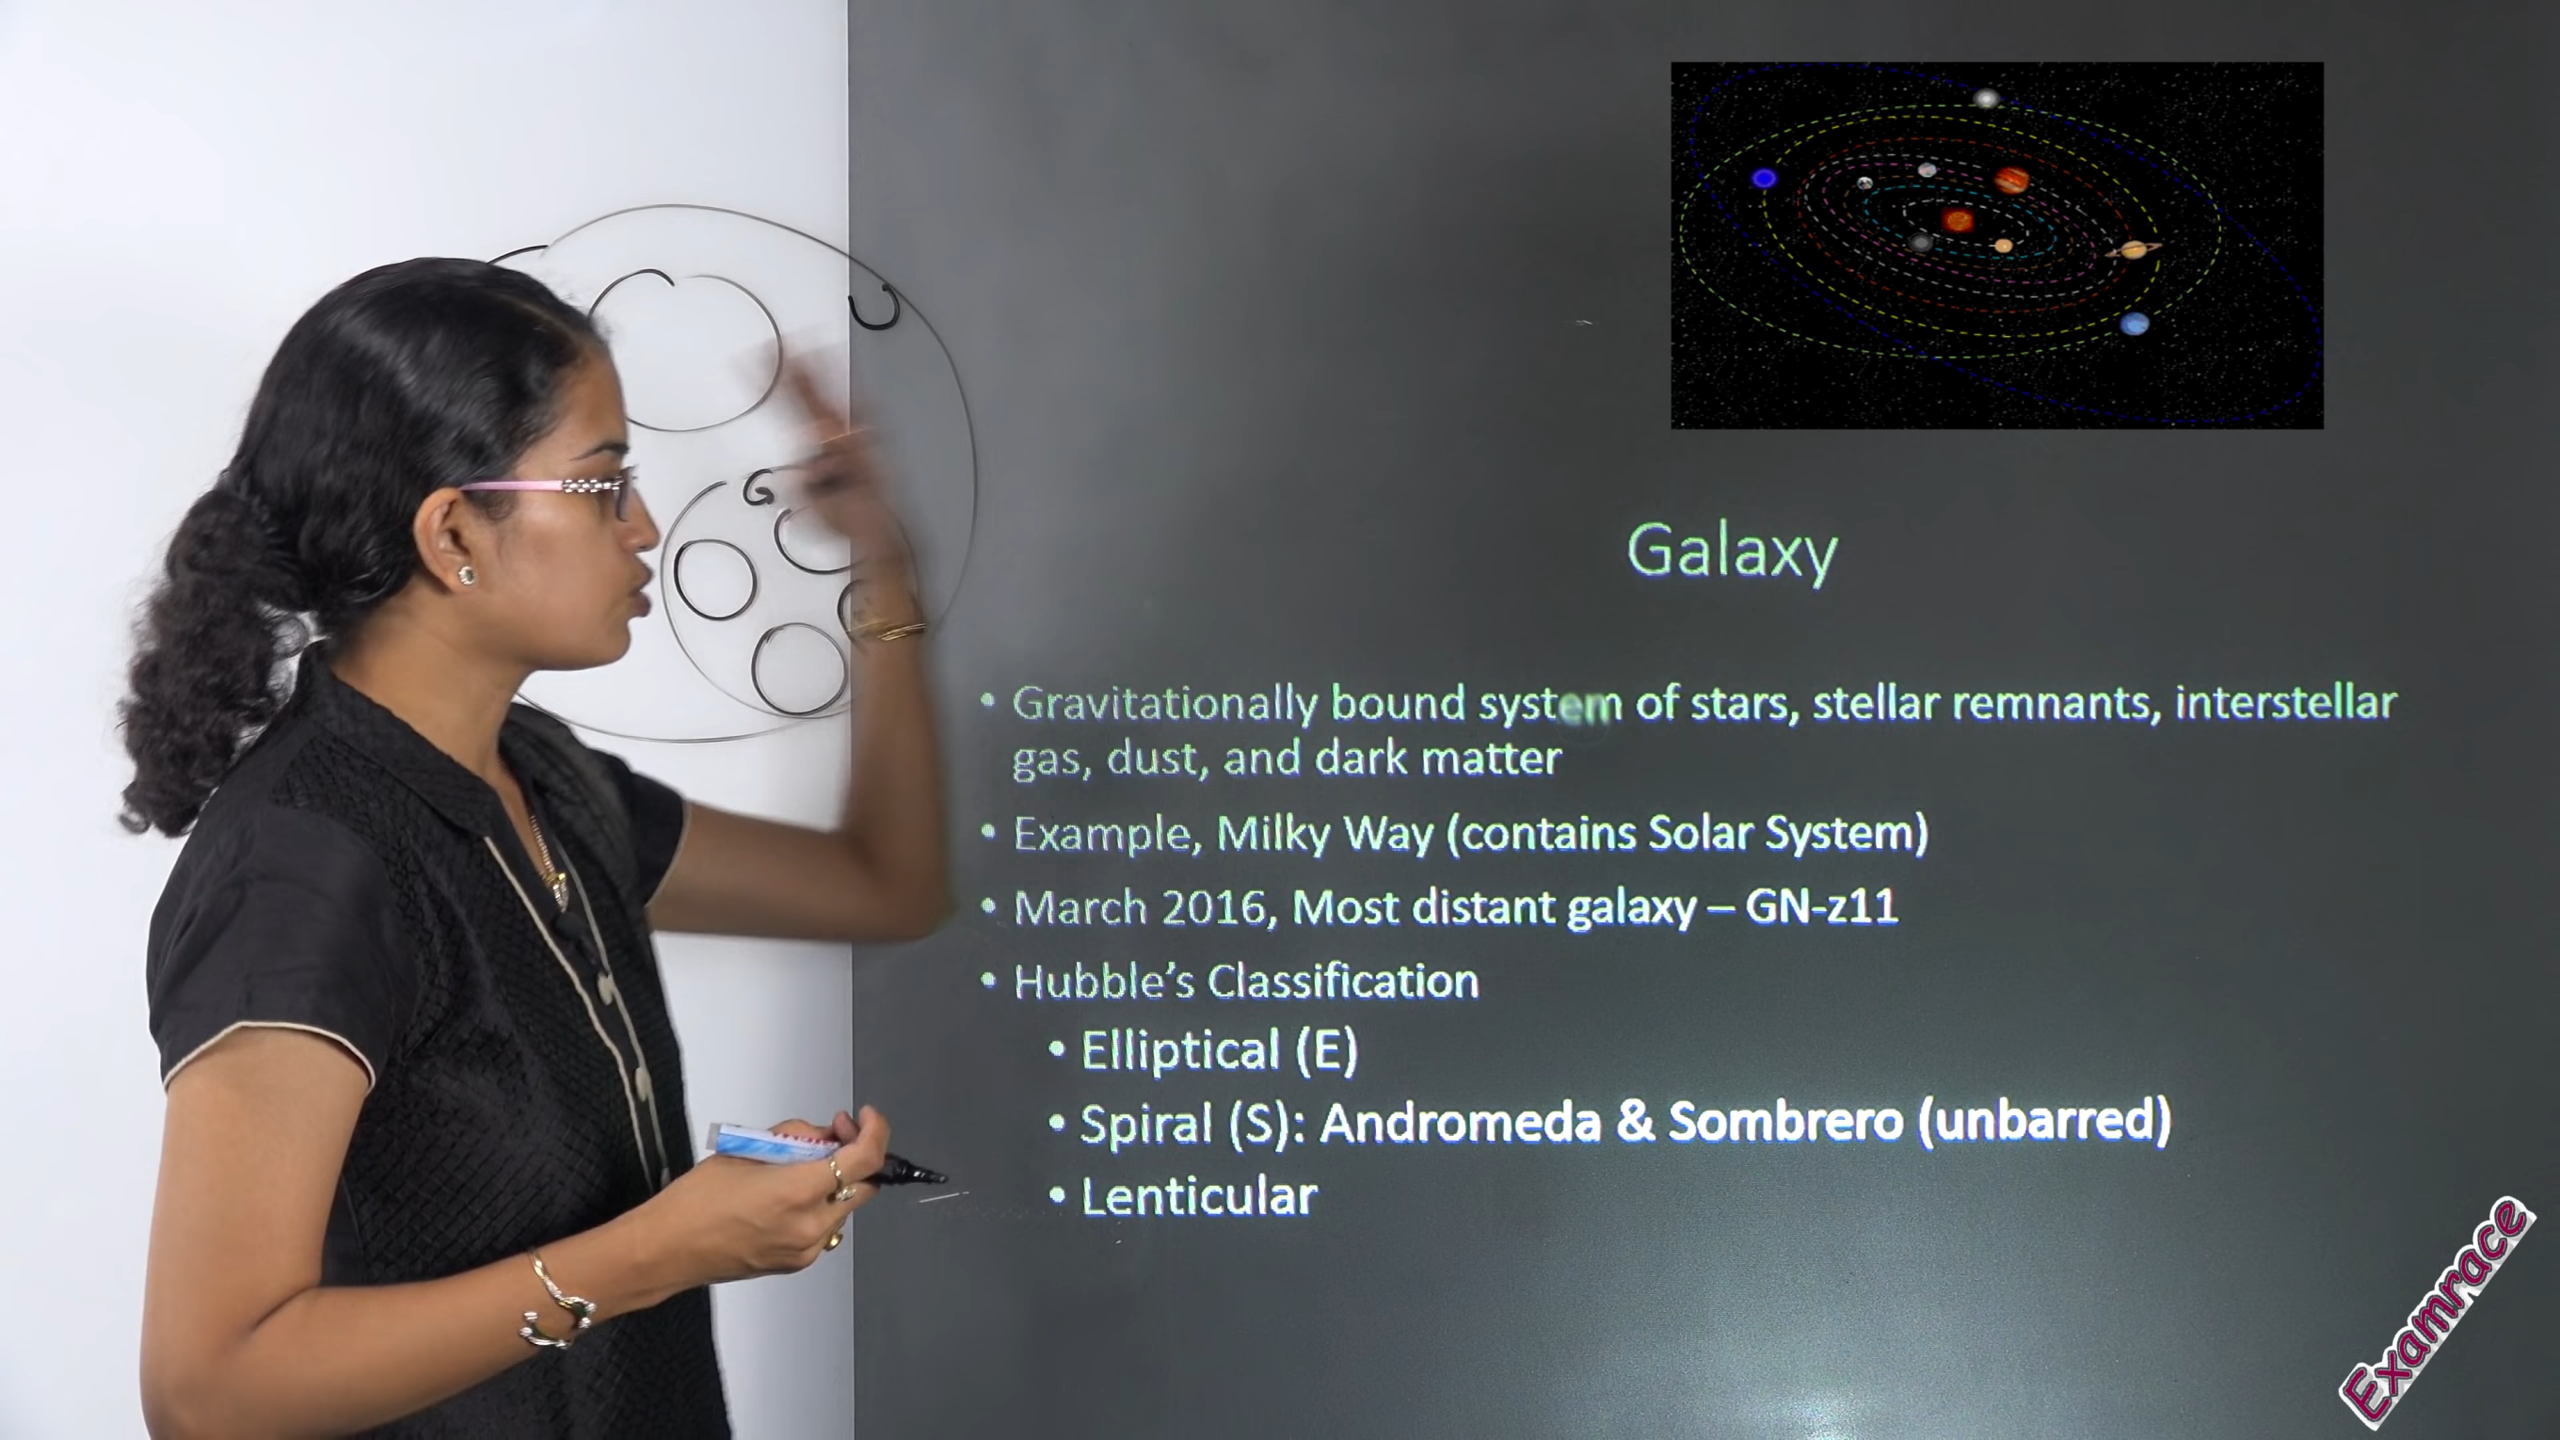 U
G
Galaxy
• Gravitationally bound system of stars, stellar remnants, interstellar
gas, dust, and dark matter
• Example, Milky Way (contains Solar System)
• March 2016, Most distant galaxy – GN-z11
• Hubble’s Classification
• Elliptical (E)
• Spiral (S): Andromeda & Sombrero (unbarred)
• Lenticular
Examrace